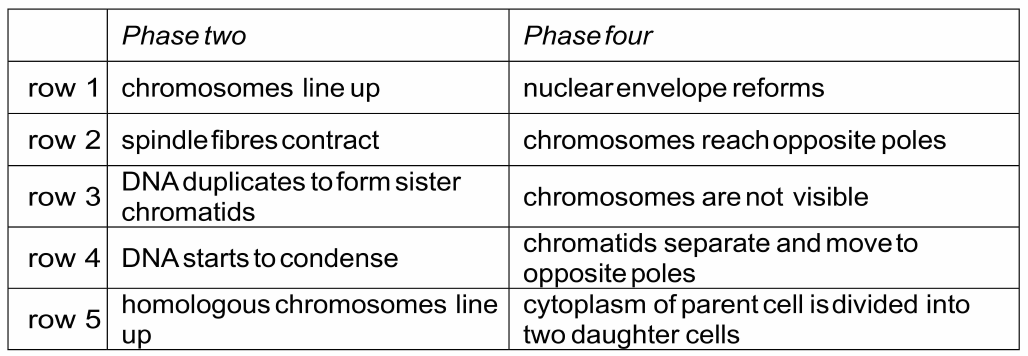 Phase two Phase four
row 1 chromosomes line up nuclear envelope reforms
row 2 spindle fibres contract chromosomes reach opposite poles
row 3 DNA duplicates to form sister chromatids chromosomes are not visible
row 4 DNA starts to condense chromatids separate and move to opposite poles
row 5 homologous chromosomes line up cytoplasm of parent cell is divided into two daughter cells